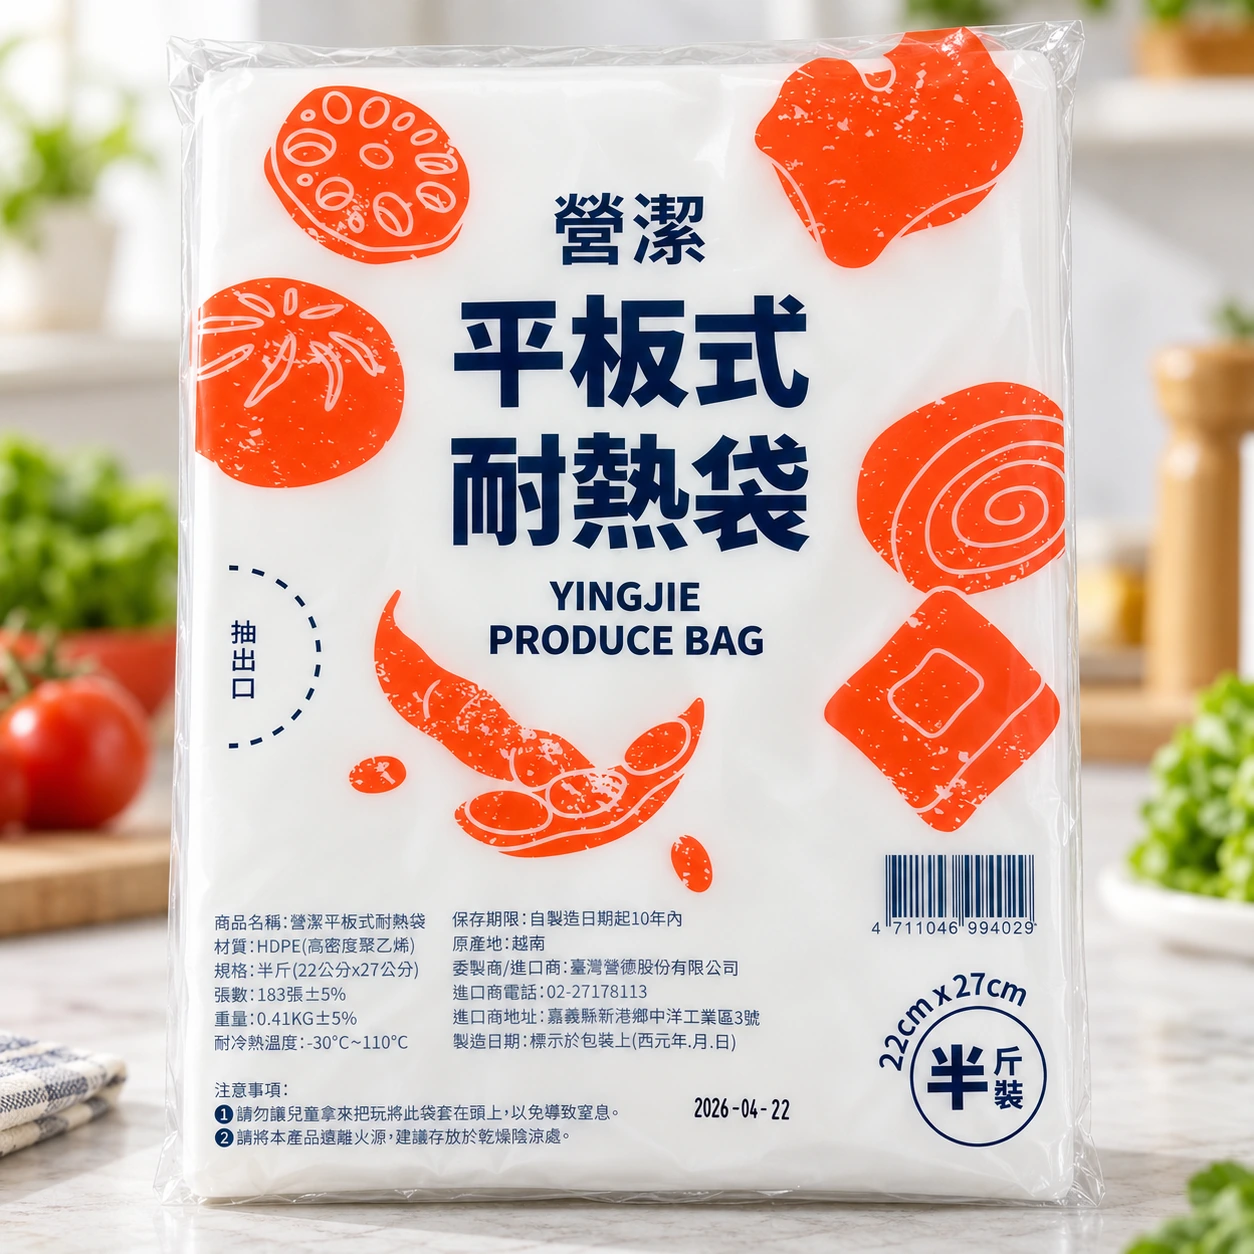 營潔
平板式
耐熱袋
YINGJIE
PRODUCE BAG
抽出口
商品名稱:營潔平板式耐熱袋
材質:HDPE(高密度聚乙烯)
規格:半斤(22公分x27公分)
張數:183張±5%
重量:0.41KG±5%
耐冷熱溫度:-30°C~110°C
保存期限:自製造日期起10年內
原產地:越南
委製商/進口商:臺灣營德股份有限公司
進口商電話:02-27178113
進口商地址:嘉義縣新港鄉中洋工業區3號
製造日期:標示於包裝上(西元年.月.日)
4 711046 994029
22cm x 27cm
半斤裝
注意事項:
1 請勿讓兒童拿來把玩將此袋套在頭上,以免導致窒息。
2 請將本產品遠離火源,建議存放於乾燥陰涼處。
2026-04-22